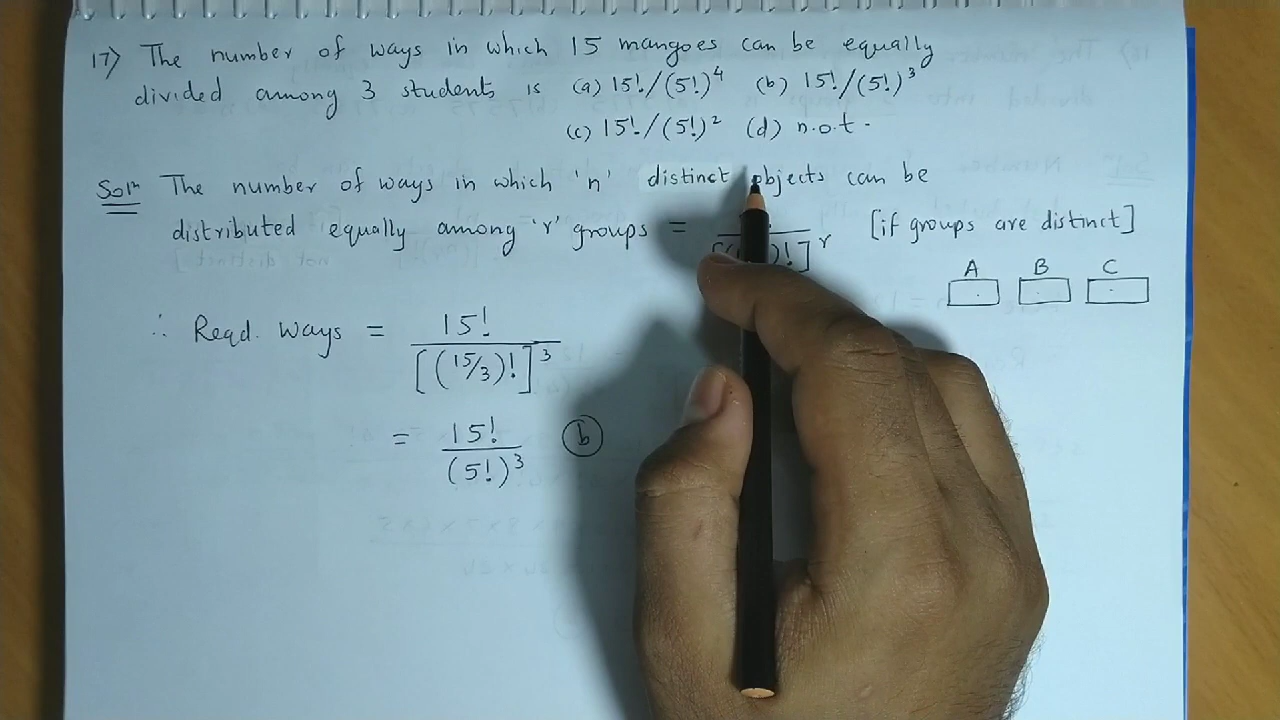 17) The number of ways in which 15 mangoes can be equally
divided among 3 students is (a) 15!/(5!)⁴ (b) 15!/(5!)³
(c) 15!/(5!)² (d) n.o.t.
Solⁿ The number of ways in which 'n' distinct objects can be
distributed equally among 'r' groups = )!]ʳ [if groups are distinct]
A B C
∴ Reqd. Ways = 15! / [(15/3)!]³
= 15! / (5!)³ (b)